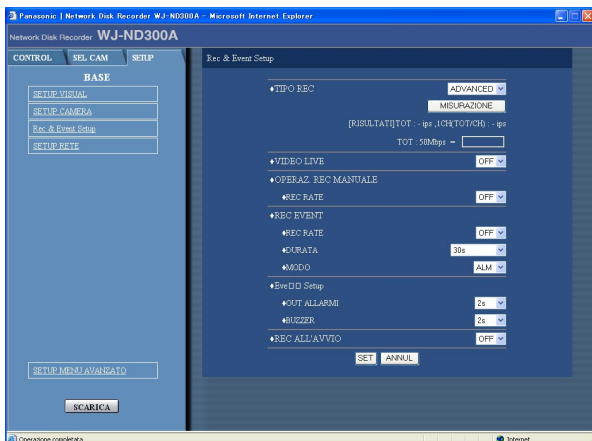 Panasonic | Network Disk Recorder WJ-ND300A - Microsoft Internet Explorer
Network Disk Recorder WJ-ND300A
CONTROL SEL CAM SETUP
BASE
SETUP VISUAL
SETUP CAMERA
Rec & Event Setup
SETUP RETE
SETUP MENU AVANZATO
SCARICA
Rec & Event Setup
♦TIPO REC ADVANCED
MISURAZIONE
[RISULTATI]TOT : - ips ,1CH(TOT/CH) : - ips
TOT : 50Mbps =
♦VIDEO LIVE OFF
♦OPERAZ. REC MANUALE
♦REC RATE OFF
♦REC EVENT
♦REC RATE OFF
♦DURATA 30s
♦MODO ALM
♦Eve□□ Setup
♦OUT ALLARMI 2s
♦BUZZER 2s
♦REC ALL'AVVIO OFF
SET ANNUL
Operazione completata Internet